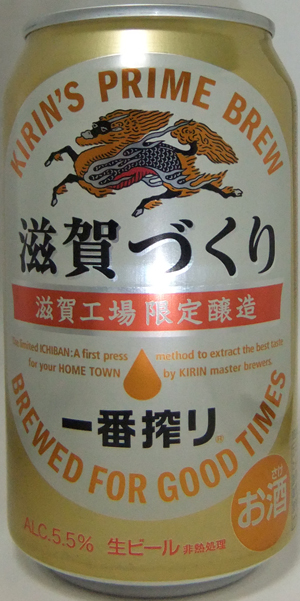 KIRIN'S PRIME BREW
滋賀づくり
滋賀工場限定醸造
limited ICHIBAN: A first press method to extract the best taste
for your HOME TOWN by KIRIN master brewers.
一番搾り
BREWED FOR GOOD TIMES
さけ
お酒
ALC.5.5% 生ビール 非熱処理